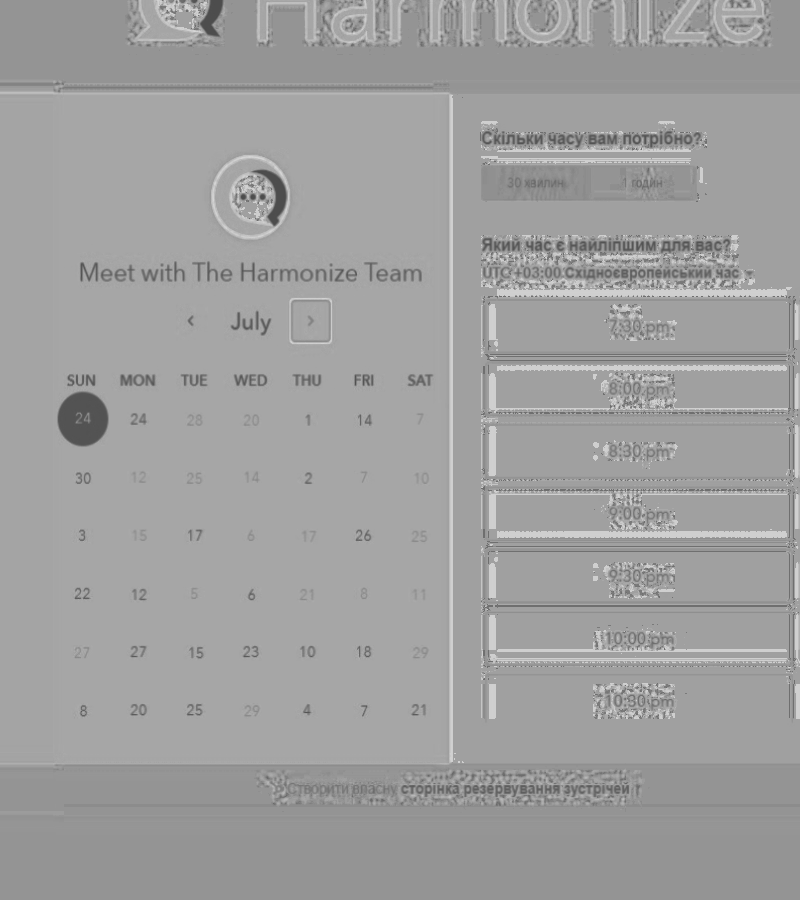 Harmonize
Meet with The Harmonize Team
July
SUN MON TUE WED THU FRI SAT
24 24 28 20 1 14 7
30 12 25 14 2 7 10
3 15 17 6 17 26 25
22 12 5 6 21 8 11
27 27 15 23 10 18 29
8 20 25 29 4 7 21
Скільки часу вам потрібно?
30 хвилин 1 годин
Який час є найліпшим для вас?
UTC +03:00 Східноєвропейський час
7:30 pm
8:00 pm
8:30 pm
9:00 pm
9:30 pm
10:00 pm
10:30 pm
Створити власну сторінка резервування зустрічей